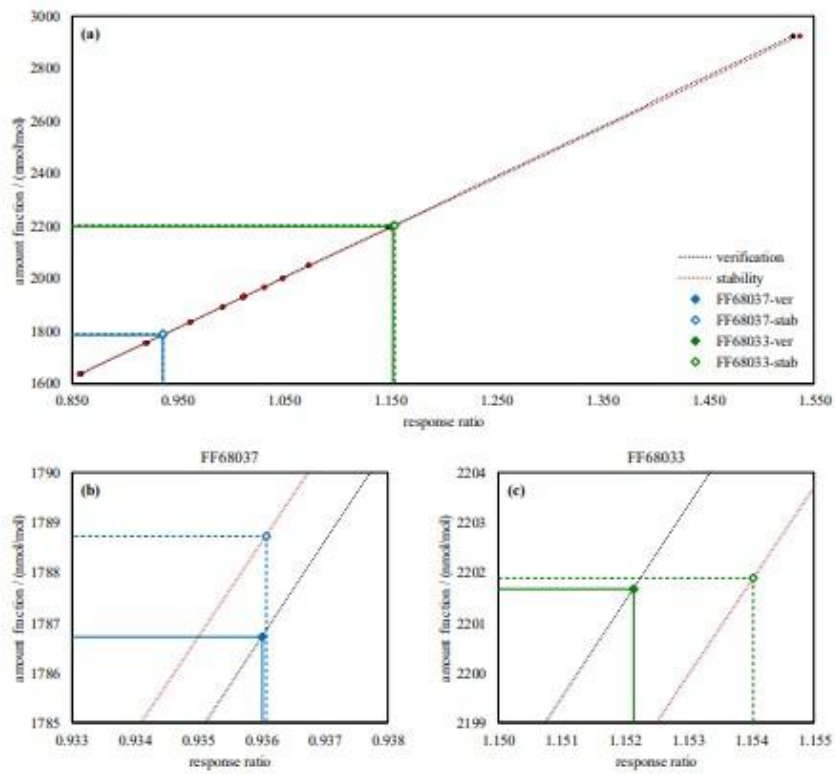 3000
(a)
2800
2600
2400
2200
2000
1800
1600
amount fraction / (nmol/mol)
verification
stability
FF68037-ver
FF68037-stab
FF68033-ver
FF68033-stab
0.850 0.950 1.050 1.150 1.250 1.350 1.450 1.550
response ratio
FF68037
1790
(b)
1789
1788
1787
1786
1785
amount fraction / (nmol/mol)
0.933 0.934 0.935 0.936 0.937 0.938
response ratio
FF68033
2204
(c)
2203
2202
2201
2200
2199
amount fraction / (nmol/mol)
1.150 1.151 1.152 1.153 1.154 1.155
response ratio